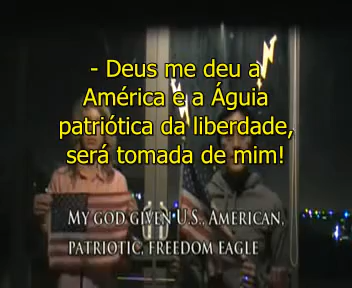 - Deus me deu a
América e a Águia
patriótica da liberdade,
será tomada de mim!
MY GOD GIVEN U.S., AMERICAN,
PATRIOTIC, FREEDOM EAGLE